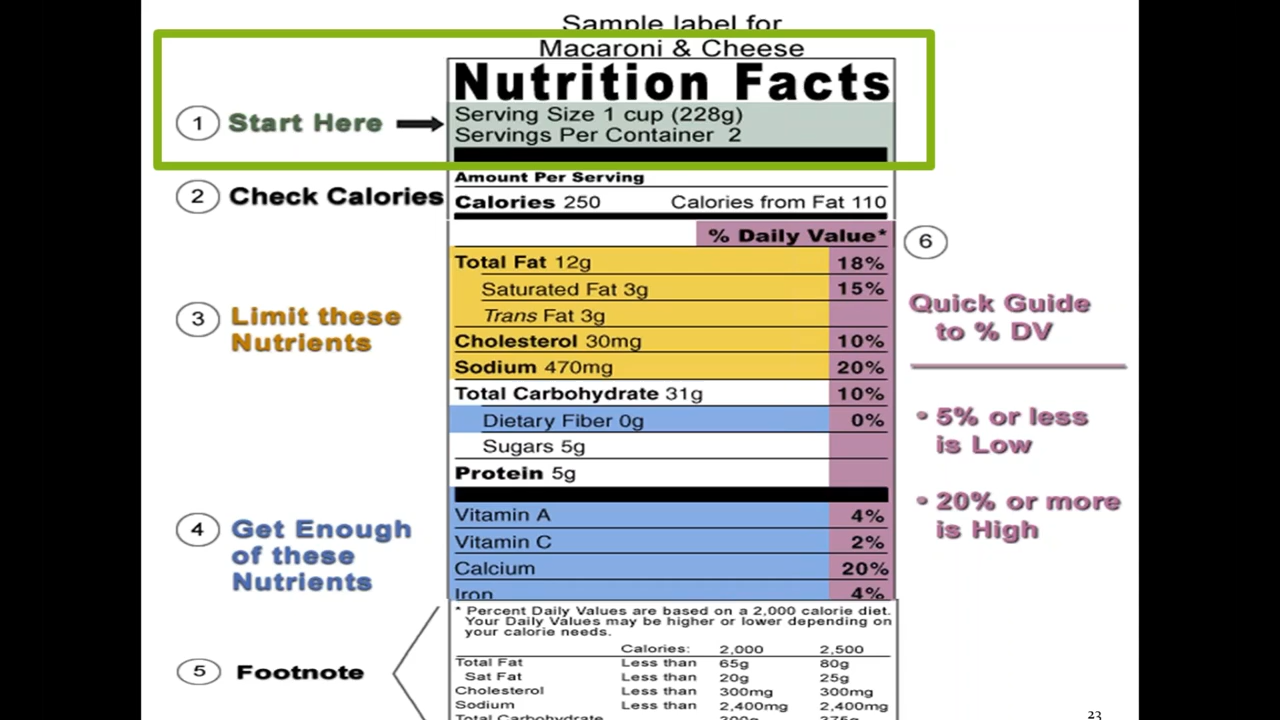 Sample label for
Macaroni & Cheese
Nutrition Facts
1 Start Here
Serving Size 1 cup (228g)
Servings Per Container 2
Amount Per Serving
2 Check Calories
Calories 250 Calories from Fat 110
% Daily Value*
6
Total Fat 12g 18%
Saturated Fat 3g 15%
Trans Fat 3g
3 Limit these
Nutrients
Cholesterol 30mg 10%
Sodium 470mg 20%
Total Carbohydrate 31g 10%
Dietary Fiber 0g 0%
Sugars 5g
Protein 5g
Quick Guide
to % DV
• 5% or less
is Low
• 20% or more
is High
4 Get Enough
of these
Nutrients
Vitamin A 4%
Vitamin C 2%
Calcium 20%
Iron 4%
5 Footnote
* Percent Daily Values are based on a 2,000 calorie diet.
Your Daily Values may be higher or lower depending on
your calorie needs.
Calories: 2,000 2,500
Total Fat Less than 65g 80g
Sat Fat Less than 20g 25g
Cholesterol Less than 300mg 300mg
Sodium Less than 2,400mg 2,400mg
Total Carbohydrate 300g 375g
23